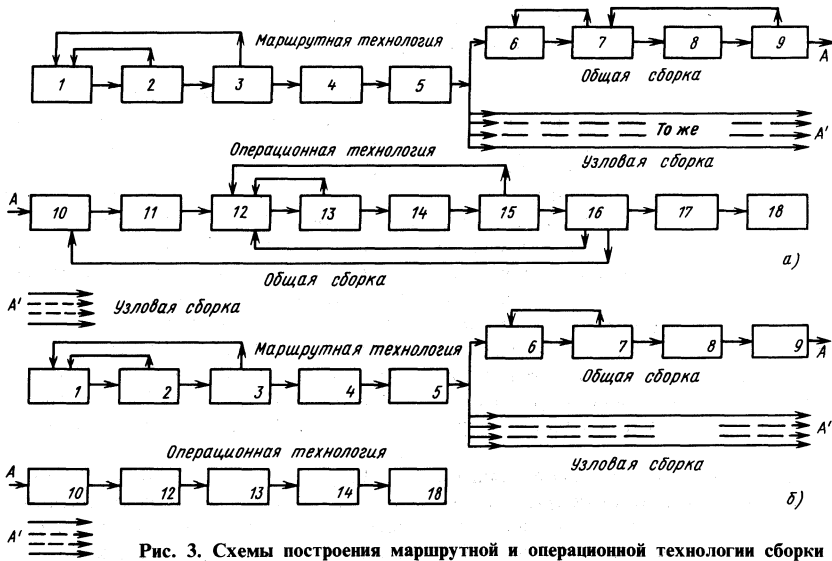 Маршрутная технология
1 2 3 4 5
6 7 8 9
А
Общая сборка
То же
А'
Узловая сборка
Операционная технология
А
10 11 12 13 14 15 16 17 18
Общая сборка
а)
А'
Узловая сборка
Маршрутная технология
1 2 3 4 5
6 7 8 9
А
Общая сборка
А'
Узловая сборка
Операционная технология
А
10 12 13 14 18
б)
А'
Рис. 3. Схемы построения маршрутной и операционной технологии сборки